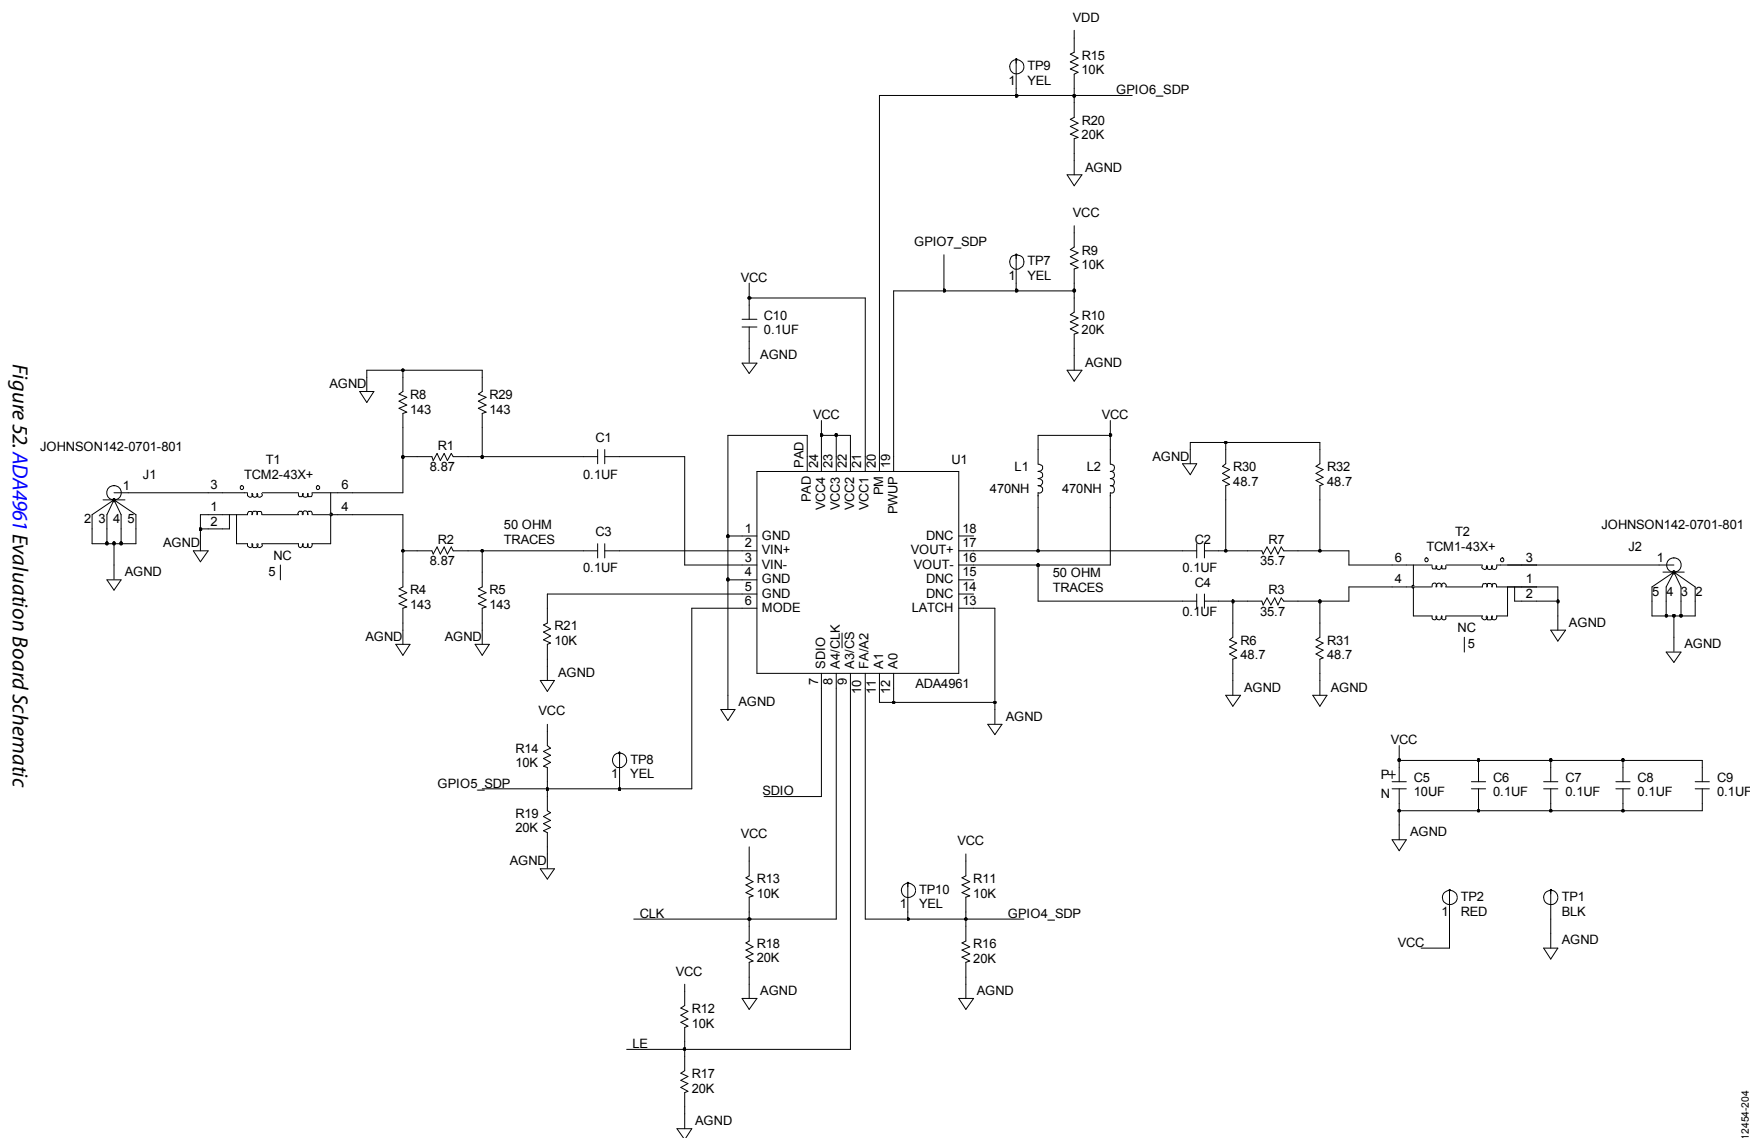 VDD
R15
10K
TP9
1 YEL
GPIO6_SDP
R20
20K
AGND
VCC
GPIO7_SDP
R9
10K
TP7
1 YEL
R10
20K
AGND
VCC
C10
0.1UF
AGND
AGND
R8
143
R29
143
JOHNSON142-0701-801
J1
1
2 3 4 5
AGND
T1
TCM2-43X+
3
6
1
4
2
AGND
NC
5
R1
8.87
C1
0.1UF
R2
8.87
50 OHM
TRACES
C3
0.1UF
R4
143
R5
143
AGND
AGND
VCC
U1
PAD
24
23
22
21
20
19
PAD
VCC4
VCC3
VCC2
VCC1
PM
PWUP
1 GND
2 VIN+
3 VIN-
4 GND
5 GND
6 MODE
DNC 18
VOUT+ 17
VOUT- 16
DNC 15
DNC 14
LATCH 13
SDIO
A4/CLK
A3/CS
FA/A2
A1
A0
7
8
9
10
11
12
ADA4961
AGND
AGND
R21
10K
AGND
VCC
R14
10K
GPIO5_SDP
TP8
1 YEL
R19
20K
AGND
SDIO
VCC
R13
10K
CLK
R18
20K
AGND
VCC
R12
10K
LE
R17
20K
AGND
VCC
R11
10K
TP10
1 YEL
GPIO4_SDP
R16
20K
AGND
VCC
L1
470NH
L2
470NH
50 OHM
TRACES
AGND
R30
48.7
R32
48.7
C2
0.1UF
R7
35.7
C4
0.1UF
R3
35.7
R6
48.7
R31
48.7
AGND
AGND
T2
TCM1-43X+
6
3
4
1
2
NC
5
AGND
JOHNSON142-0701-801
J2
1
5 4 3 2
AGND
VCC
P+
N
C5
10UF
C6
0.1UF
C7
0.1UF
C8
0.1UF
C9
0.1UF
AGND
TP2
1 RED
VCC
TP1
1 BLK
AGND
Figure 52. ADA4961 Evaluation Board Schematic
12454-204